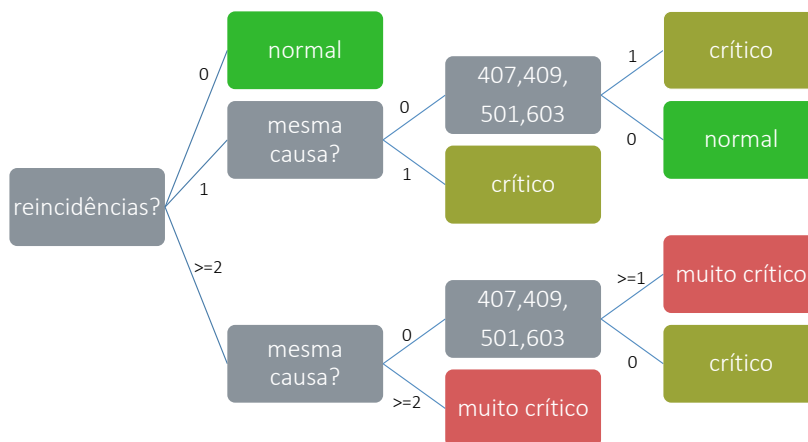 reincidências?
0
normal
1
mesma
causa?
0
407,409,
501,603
1
crítico
0
normal
1
crítico
>=2
mesma
causa?
0
407,409,
501,603
>=1
muito crítico
0
crítico
>=2
muito crítico